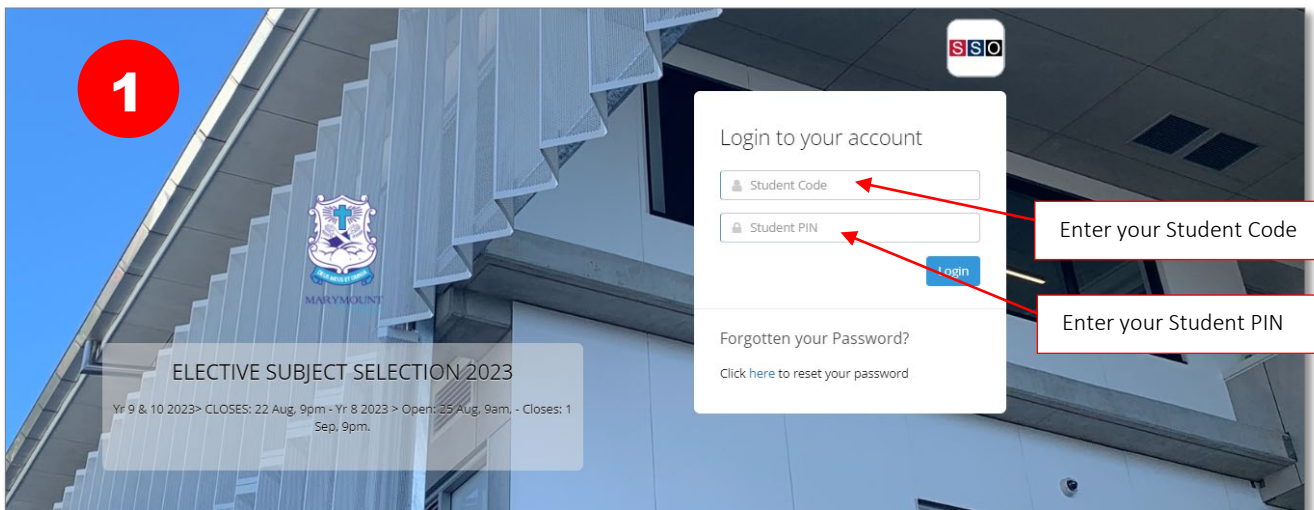 1
SSO
Login to your account
Student Code
Student PIN
Login
Enter your Student Code
Enter your Student PIN
Forgotten your Password?
Click here to reset your password
MARYMOUNT
ELECTIVE SUBJECT SELECTION 2023
Yr 9 & 10 2023> CLOSES: 22 Aug, 9pm - Yr 8 2023 > Open: 25 Aug, 9am, - Closes: 1
Sep, 9pm.